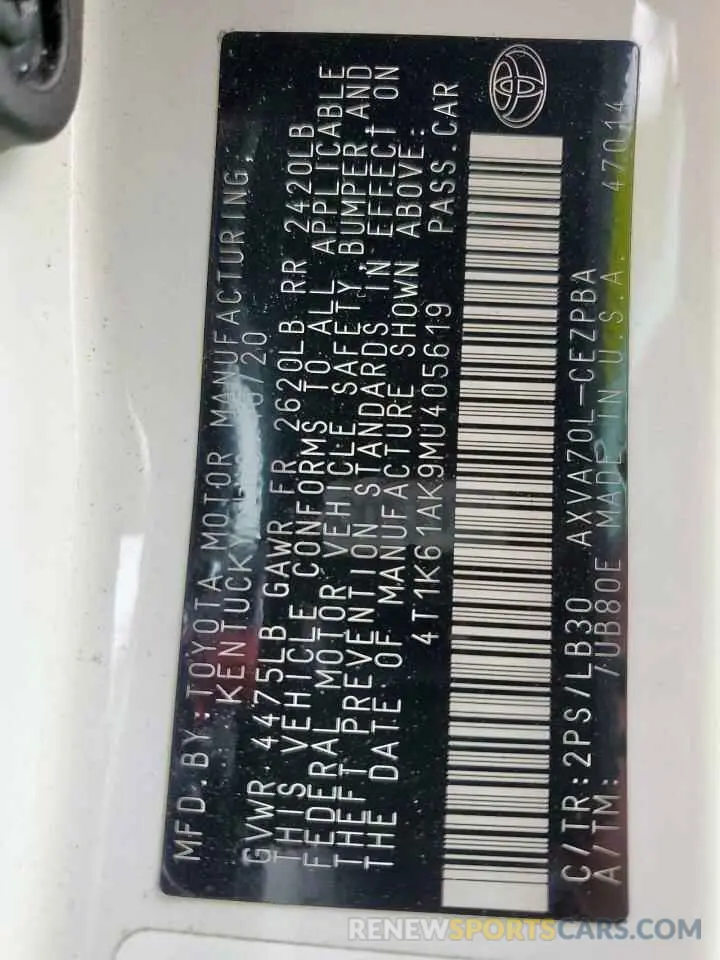 MFD.BY:TOYOTA MOTOR MANUFACTURING,
KENTUCKY /20
GVWR 4475LB GAWR FR 2620LB RR 2420LB
THIS VEHICLE CONFORMS TO ALL APPLICABLE
FEDERAL MOTOR VEHICLE SAFETY BUMPER,AND
THEFT PREVENTION STANDARDS IN EFFECT ON
THE DATE OF MANUFACTURE SHOWN ABOVE:
4T1K61AK9MU405619 PASS.CAR
C/TR:2PS/LB30 AXVA70L-CEZPBA
A/TM: /UB80E MADE IN U.S.A. 47014
RENEWSPORTSCARS.COM